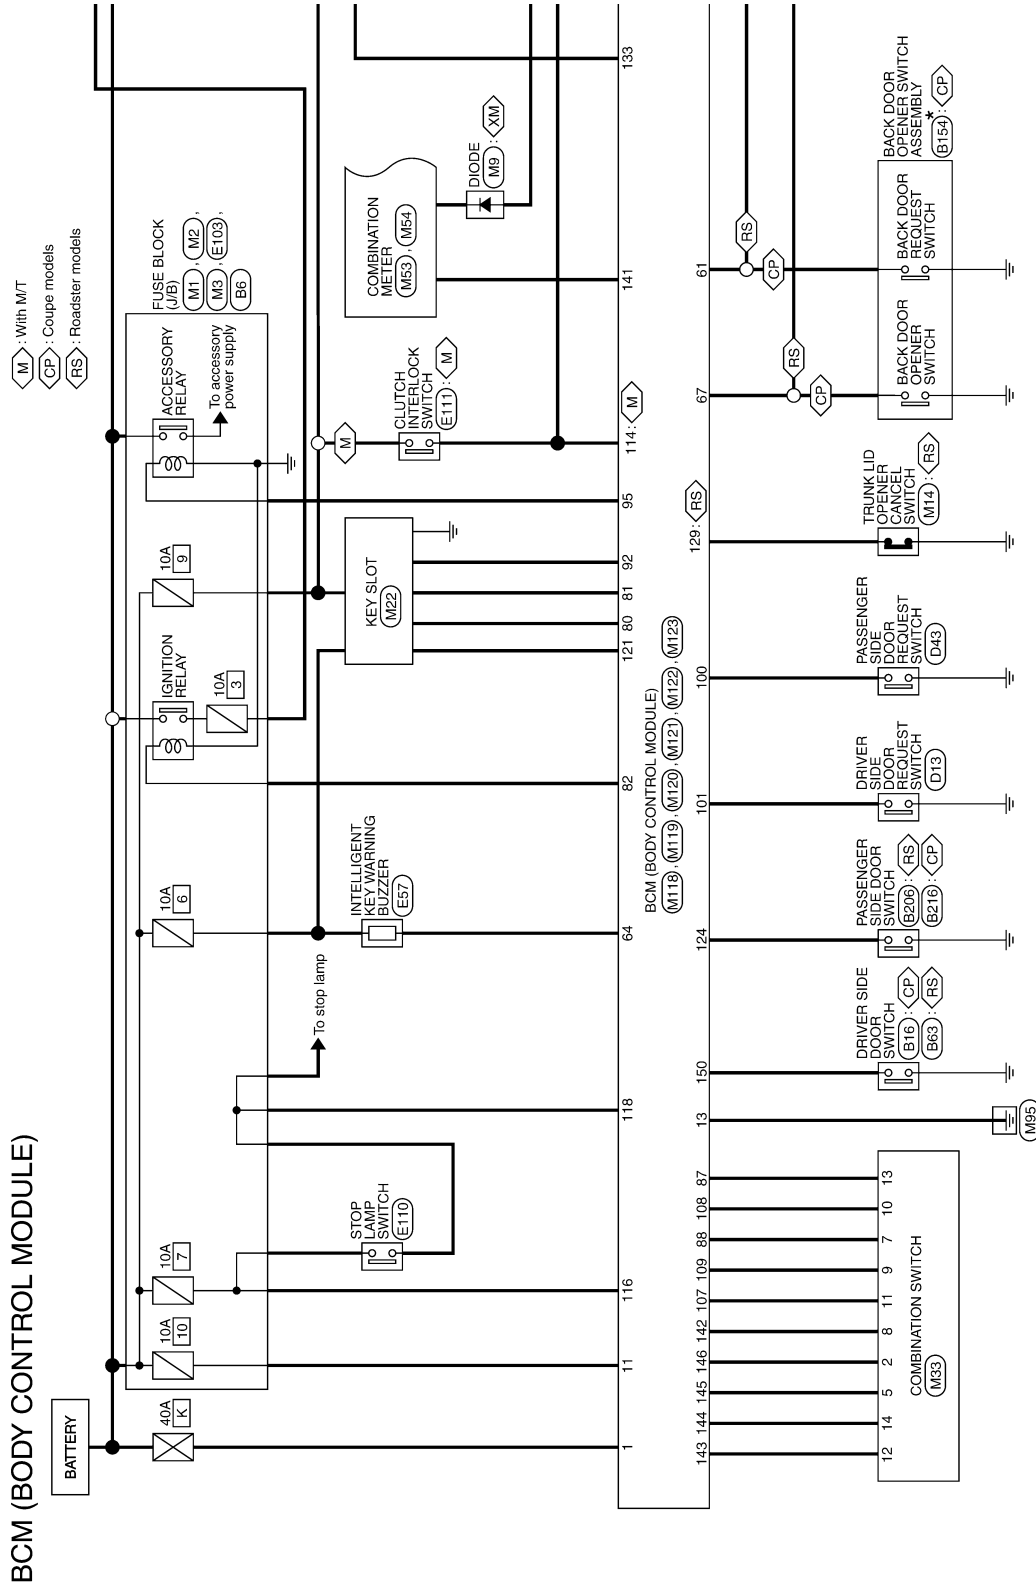 BCM (BODY CONTROL MODULE)
BATTERY
M : With M/T
CP : Coupe models
RS : Roadster models
40A
K
10A
10
10A
7
10A
6
IGNITION
RELAY
10A
3
10A
9
ACCESSORY
RELAY
To accessory
power supply
FUSE BLOCK
(J/B)
M1 , M2 ,
M3 , E103 ,
B6
STOP
LAMP
SWITCH
E110
To stop lamp
INTELLIGENT
KEY WARNING
BUZZER
E57
KEY SLOT
M22
CLUTCH
INTERLOCK
SWITCH
E111 : M
M
COMBINATION
METER
M53 , M54
DIODE
M9 : XM
1
11
116
118
64
82
121
80
81
92
95
114 : M
141
133
BCM (BODY CONTROL MODULE)
M118 , M119 , M120 , M121 , M122 , M123
143
144
145
146
142
107
109
88
108
87
13
150
124
101
100
129 : RS
67
61
RS
CP
RS
CP
12
14
5
2
8
11
9
7
10
13
COMBINATION SWITCH
M33
M95
DRIVER SIDE
DOOR
SWITCH
B16 : CP
B63 : RS
PASSENGER
SIDE DOOR
SWITCH
B206 : RS
B216 : CP
DRIVER
SIDE
DOOR
REQUEST
SWITCH
D13
PASSENGER
SIDE
DOOR
REQUEST
SWITCH
D43
TRUNK LID
OPENER
CANCEL
SWITCH
M14 : RS
BACK DOOR
OPENER
SWITCH
BACK DOOR
REQUEST
SWITCH
BACK DOOR
OPENER SWITCH
ASSEMBLY
B154 * : CP